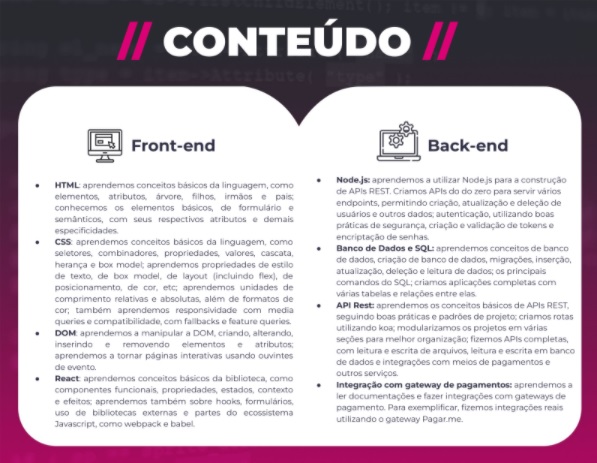 // CONTEÚDO //
Front-end
HTML: aprendemos conceitos básicos da linguagem, como
elementos, atributos, árvore, filhos, irmãos e pais;
conhecemos os elementos básicos, de formulário e
semânticos, com seus respectivos atributos e demais
especificidades.
CSS: aprendemos conceitos básicos da linguagem, como
seletores, combinadores, propriedades, valores, cascata,
herança e box model; aprendemos propriedades de estilo
de texto, de box model, de layout (incluindo flex), de
posicionamento, de cor, etc; aprendemos unidades de
comprimento relativas e absolutas, além de formatos de
cor; também aprendemos responsividade com media
queries e compatibilidade, com fallbacks e feature queries.
DOM: aprendemos a manipular a DOM, criando, alterando,
inserindo e removendo elementos e atributos;
aprendemos a tornar páginas interativas usando ouvintes
de evento.
React: aprendemos conceitos básicos da biblioteca, como
componentes funcionais, propriedades, estados, contexto
e efeitos; aprendemos também sobre hooks, formulários,
uso de bibliotecas externas e partes do ecossistema
Javascript, como webpack e babel.
Back-end
Node.js: aprendemos a utilizar Node.js para a construção
de APIs REST. Criamos APIs do do zero para servir vários
endpoints, permitindo criação, atualização e deleção de
usuários e outros dados; autenticação, utilizando boas
práticas de segurança, criação e validação de tokens e
encriptação de senhas.
Banco de Dados e SQL: aprendemos conceitos de banco
de dados, criação de banco de dados, migrações, inserção,
atualização, deleção e leitura de dados; os principais
comandos do SQL; criamos aplicações completas com
várias tabelas e relações entre elas.
API Rest: aprendemos os conceitos básicos de APIs REST,
seguindo boas práticas e padrões de projeto; criamos rotas
utilizando koa; modularizamos os projetos em várias
seções para melhor organização; fizemos APIs completas,
com leitura e escrita de arquivos, leitura e escrita em banco
de dados e integrações com meios de pagamentos e
outros serviços.
Integração com gateway de pagamentos: aprendemos a
ler documentações e fazer integrações com gateways de
pagamento. Para exemplificar, fizemos integrações reais
utilizando o gateway Pagar.me.